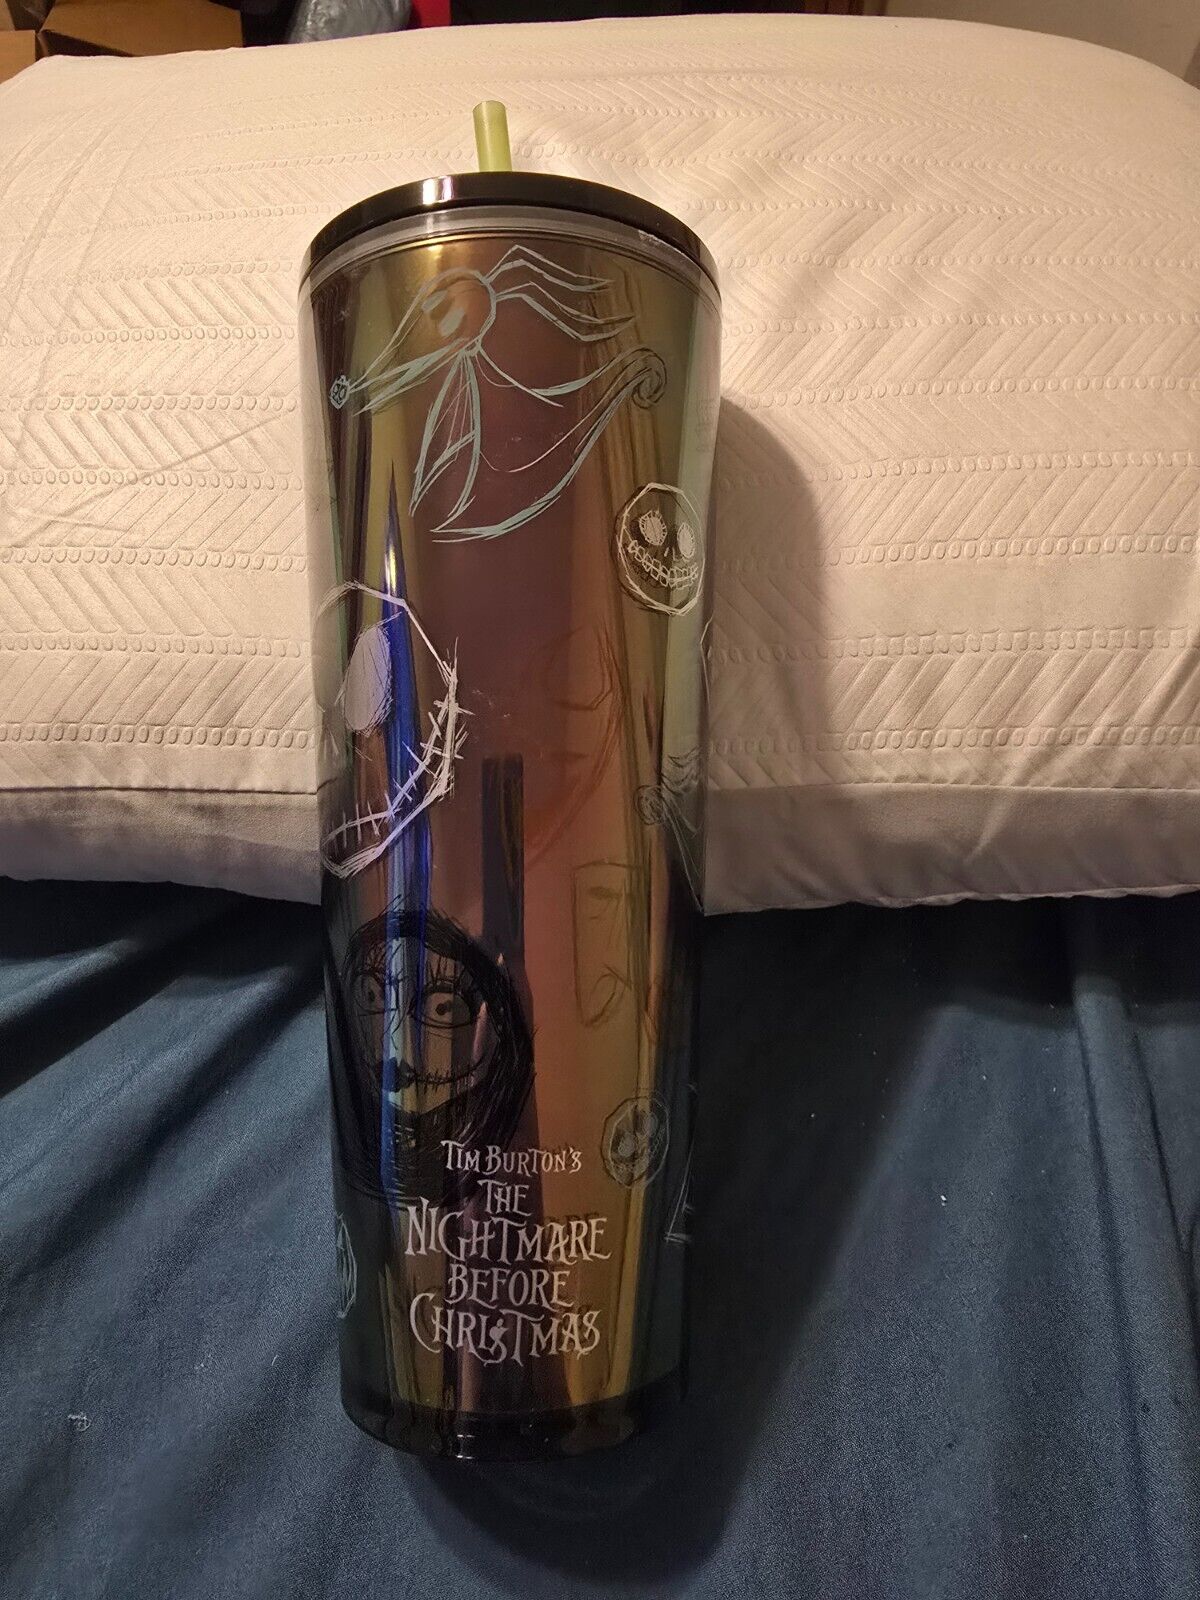 TIM BURTON'S
THE
NIGHTMARE
BEFORE
CHRISTMAS